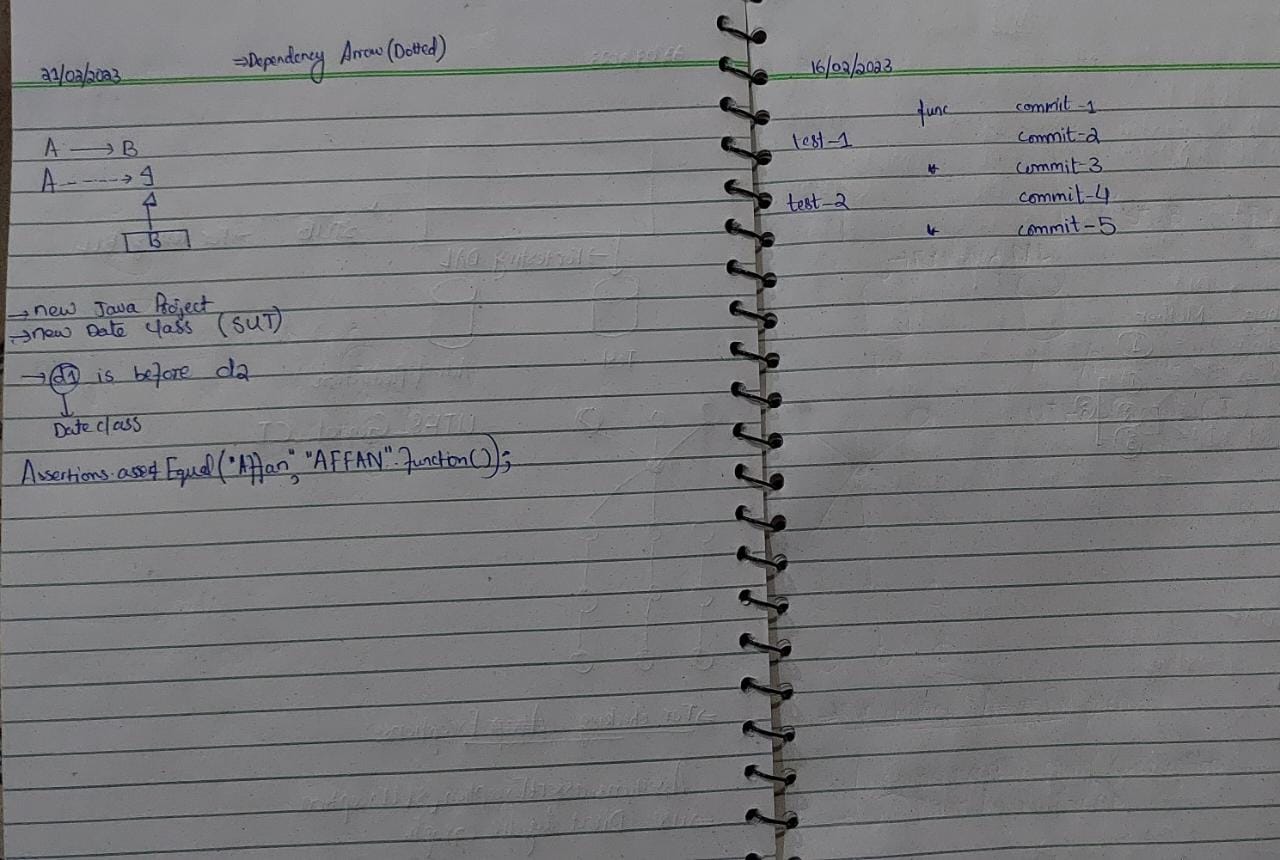 ⇒Dependency Arrow (Dotted)
21/02/2023
A → B
A ----→ I
B
→ new Java Project
→ new Date class (SUT)
→ d1 is before d2
Date class
Assertions.assertEqual("Affan", "AFFAN".function());
16/02/2023
func commit-1
test-1 commit-2
commit-3
test-2 commit-4
commit-5